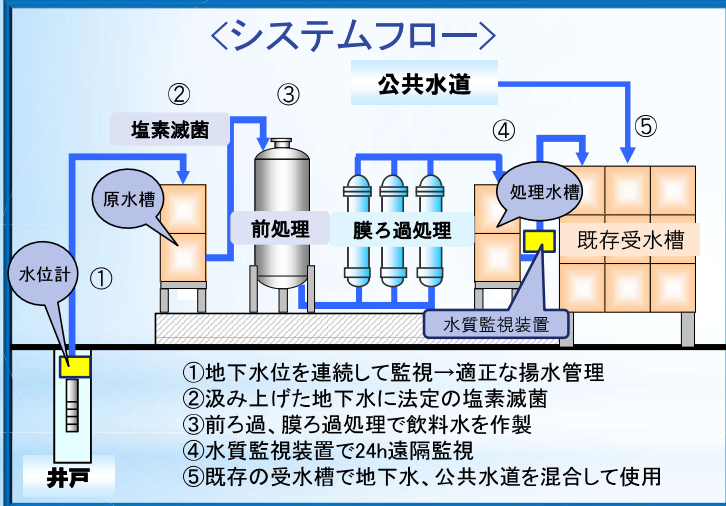 <システムフロー>
公共水道
②
③
④
⑤
塩素滅菌
原水槽
前処理
膜ろ過処理
処理水槽
既存受水槽
水位計
①
水質監視装置
①地下水位を連続して監視→適正な揚水管理
②汲み上げた地下水に法定の塩素滅菌
③前ろ過、膜ろ過処理で飲料水を作製
④水質監視装置で24h遠隔監視
⑤既存の受水槽で地下水、公共水道を混合して使用
井戸